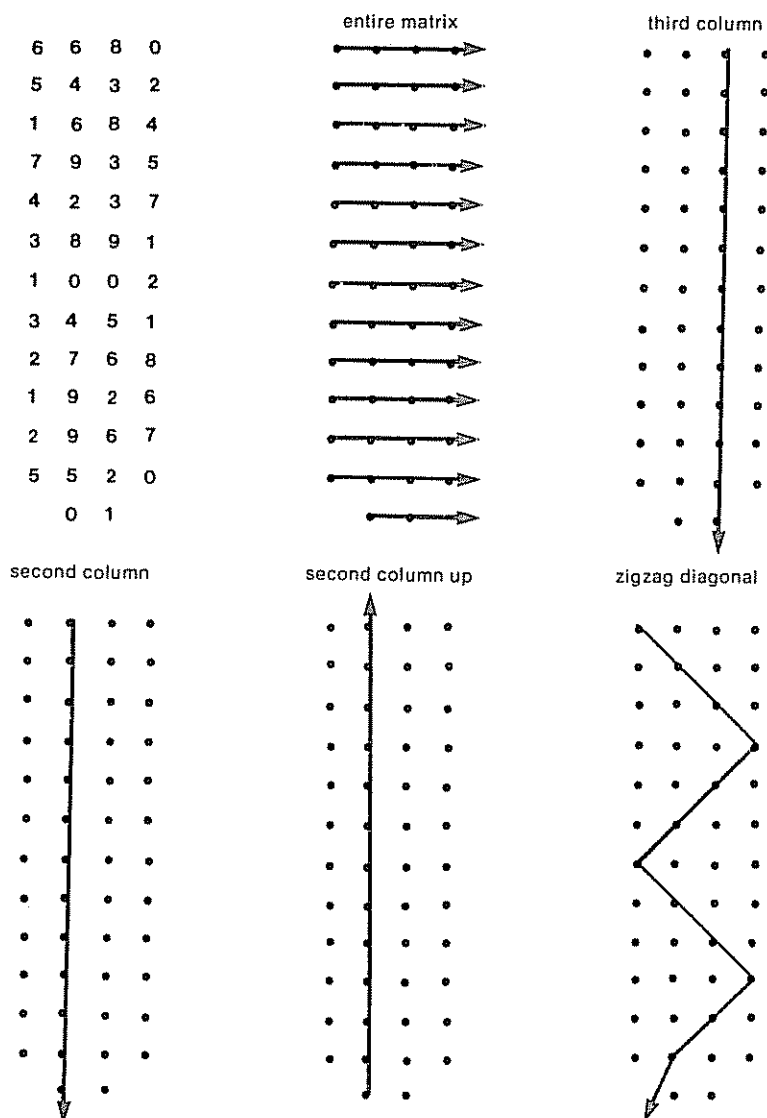 entire matrix
third column
6 6 8 0
5 4 3 2
1 6 8 4
7 9 3 5
4 2 3 7
3 8 9 1
1 0 0 2
3 4 5 1
2 7 6 8
1 9 2 6
2 9 6 7
5 5 2 0
0 1
second column
second column up
zigzag diagonal